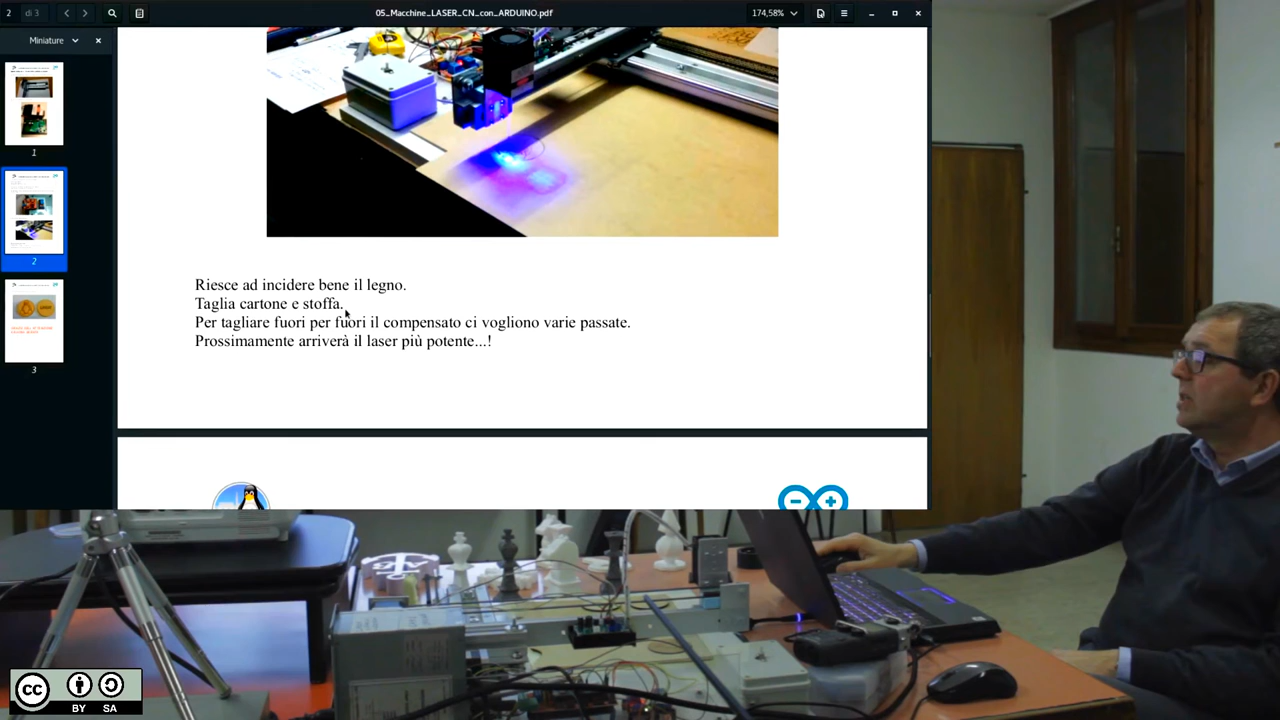 2
di 3
05_Macchine_LASER_CN_con_ARDUINO.pdf
174,58%
Miniature
1
2
3
Riesce ad incidere bene il legno.
Taglia cartone e stoffa.
Per tagliare fuori per fuori il compensato ci vogliono varie passate.
Prossimamente arriverà il laser più potente...!
cc
BY SA